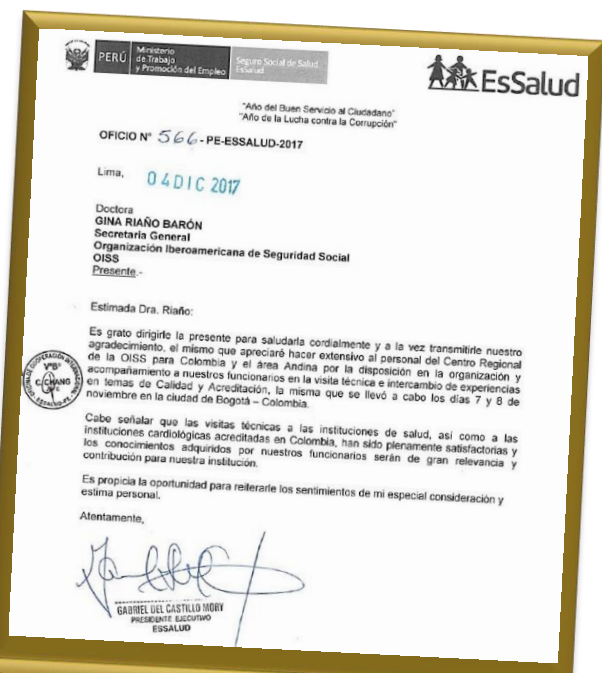 PERÚ
Ministerio
de Trabajo
y Promoción del Empleo
Seguro Social de Salud
EsSalud
EsSalud
"Año del Buen Servicio al Ciudadano"
"Año de la Lucha contra la Corrupción"
OFICIO N° 566-PE-ESSALUD-2017
Lima, 04 DIC 2017
Doctora
GINA RIAÑO BARÓN
Secretaria General
Organización Iberoamericana de Seguridad Social
OISS
Presente.-
Estimada Dra. Riaño:
Es grato dirigirle la presente para saludarla cordialmente y a la vez transmitirle nuestro
agradecimiento, el mismo que apreciaré hacer extensivo al personal del Centro Regional
de la OISS para Colombia y el área Andina por la disposición en la organización y
acompañamiento a nuestros funcionarios en la visita técnica e intercambio de experiencias
en temas de Calidad y Acreditación, la misma que se llevó a cabo los días 7 y 8 de
noviembre en la ciudad de Bogotá – Colombia.
V°B°
C. CHANG
Cabe señalar que las visitas técnicas a las instituciones de salud, así como a las
instituciones cardiológicas acreditadas en Colombia, han sido plenamente satisfactorias y
los conocimientos adquiridos por nuestros funcionarios serán de gran relevancia y
contribución para nuestra institución.
Es propicia la oportunidad para reiterarle los sentimientos de mi especial consideración y
estima personal.
Atentamente,
GABRIEL DEL CASTILLO MORY
PRESIDENTE EJECUTIVO
ESSALUD